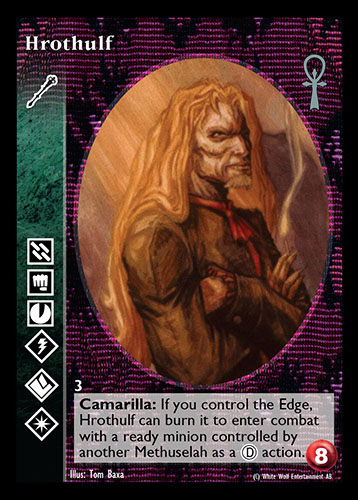 Hrothulf
3
Camarilla: If you control the Edge,
Hrothulf can burn it to enter combat
with a ready minion controlled by
another Methuselah as a D action.
8
Illus: Tom Baxa
(C) White Wolf Entertainment AB.